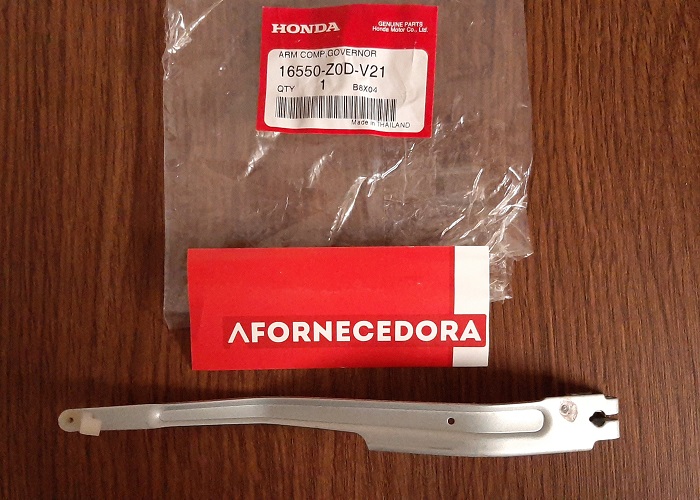 HONDA
GENUINE PARTS
Honda Motor Co., Ltd.
ARM COMP,GOVERNOR
16550-Z0D-V21
QTY 1 B8X04
Made in THAILAND
AFORNECEDORA